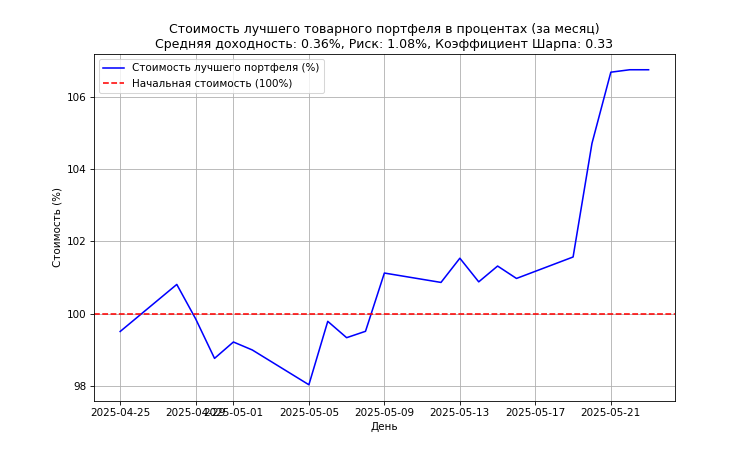 Стоимость лучшего товарного портфеля в процентах (за месяц)
Средняя доходность: 0.36%, Риск: 1.08%, Коэффициент Шарпа: 0.33
Стоимость лучшего портфеля (%)
Начальная стоимость (100%)
Стоимость (%)
106
104
102
100
98
2025-04-25 2025-04-29 2025-05-01 2025-05-05 2025-05-09 2025-05-13 2025-05-17 2025-05-21
День